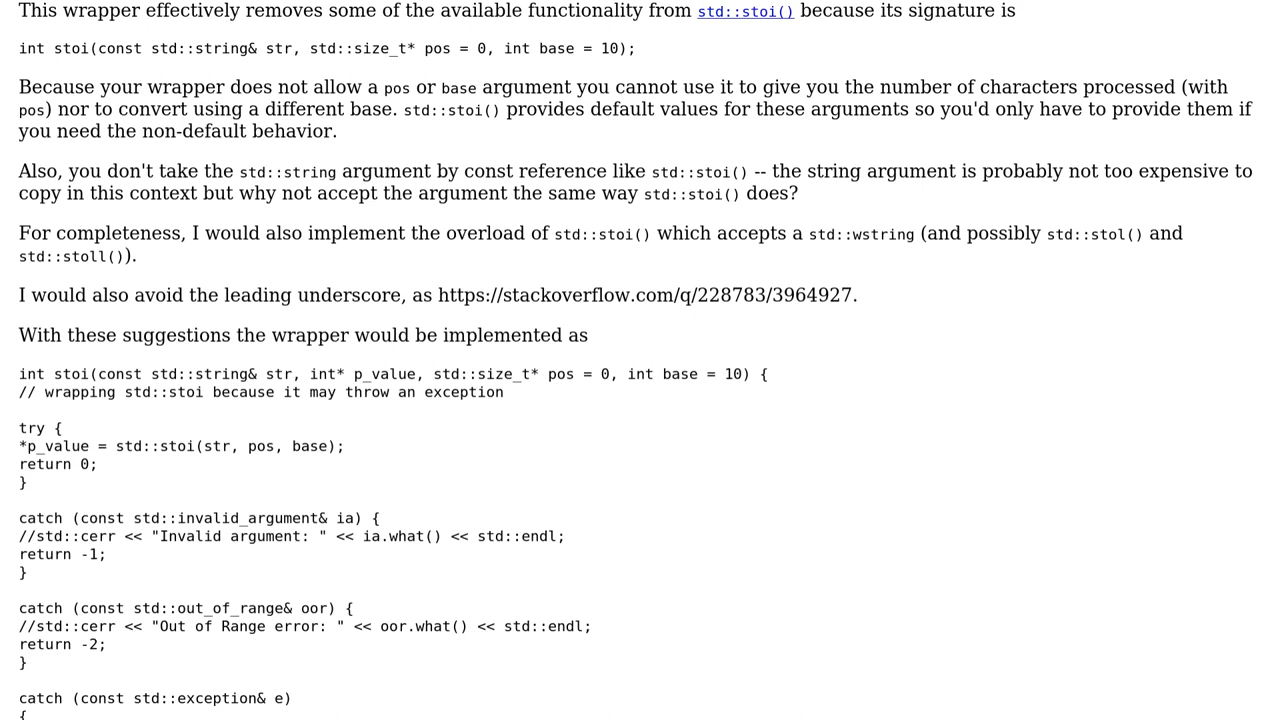 This wrapper effectively removes some of the available functionality from std::stoi() because its signature is
int stoi(const std::string& str, std::size_t* pos = 0, int base = 10);
Because your wrapper does not allow a pos or base argument you cannot use it to give you the number of characters processed (with
pos) nor to convert using a different base. std::stoi() provides default values for these arguments so you'd only have to provide them if
you need the non-default behavior.
Also, you don't take the std::string argument by const reference like std::stoi() -- the string argument is probably not too expensive to
copy in this context but why not accept the argument the same way std::stoi() does?
For completeness, I would also implement the overload of std::stoi() which accepts a std::wstring (and possibly std::stol() and
std::stoll()).
I would also avoid the leading underscore, as https://stackoverflow.com/q/228783/3964927.
With these suggestions the wrapper would be implemented as
int stoi(const std::string& str, int* p_value, std::size_t* pos = 0, int base = 10) {
// wrapping std::stoi because it may throw an exception
try {
*p_value = std::stoi(str, pos, base);
return 0;
}
catch (const std::invalid_argument& ia) {
//std::cerr << "Invalid argument: " << ia.what() << std::endl;
return -1;
}
catch (const std::out_of_range& oor) {
//std::cerr << "Out of Range error: " << oor.what() << std::endl;
return -2;
}
catch (const std::exception& e)
{